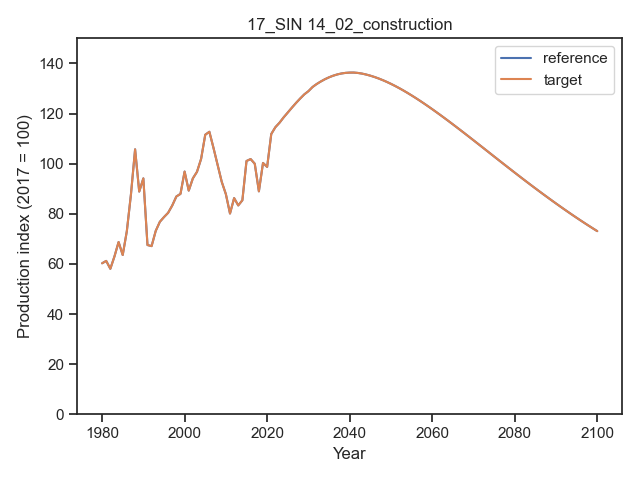 17_SIN 14_02_construction
reference
target
Production index (2017 = 100)
140
120
100
80
60
40
20
0
1980 2000 2020 2040 2060 2080 2100
Year